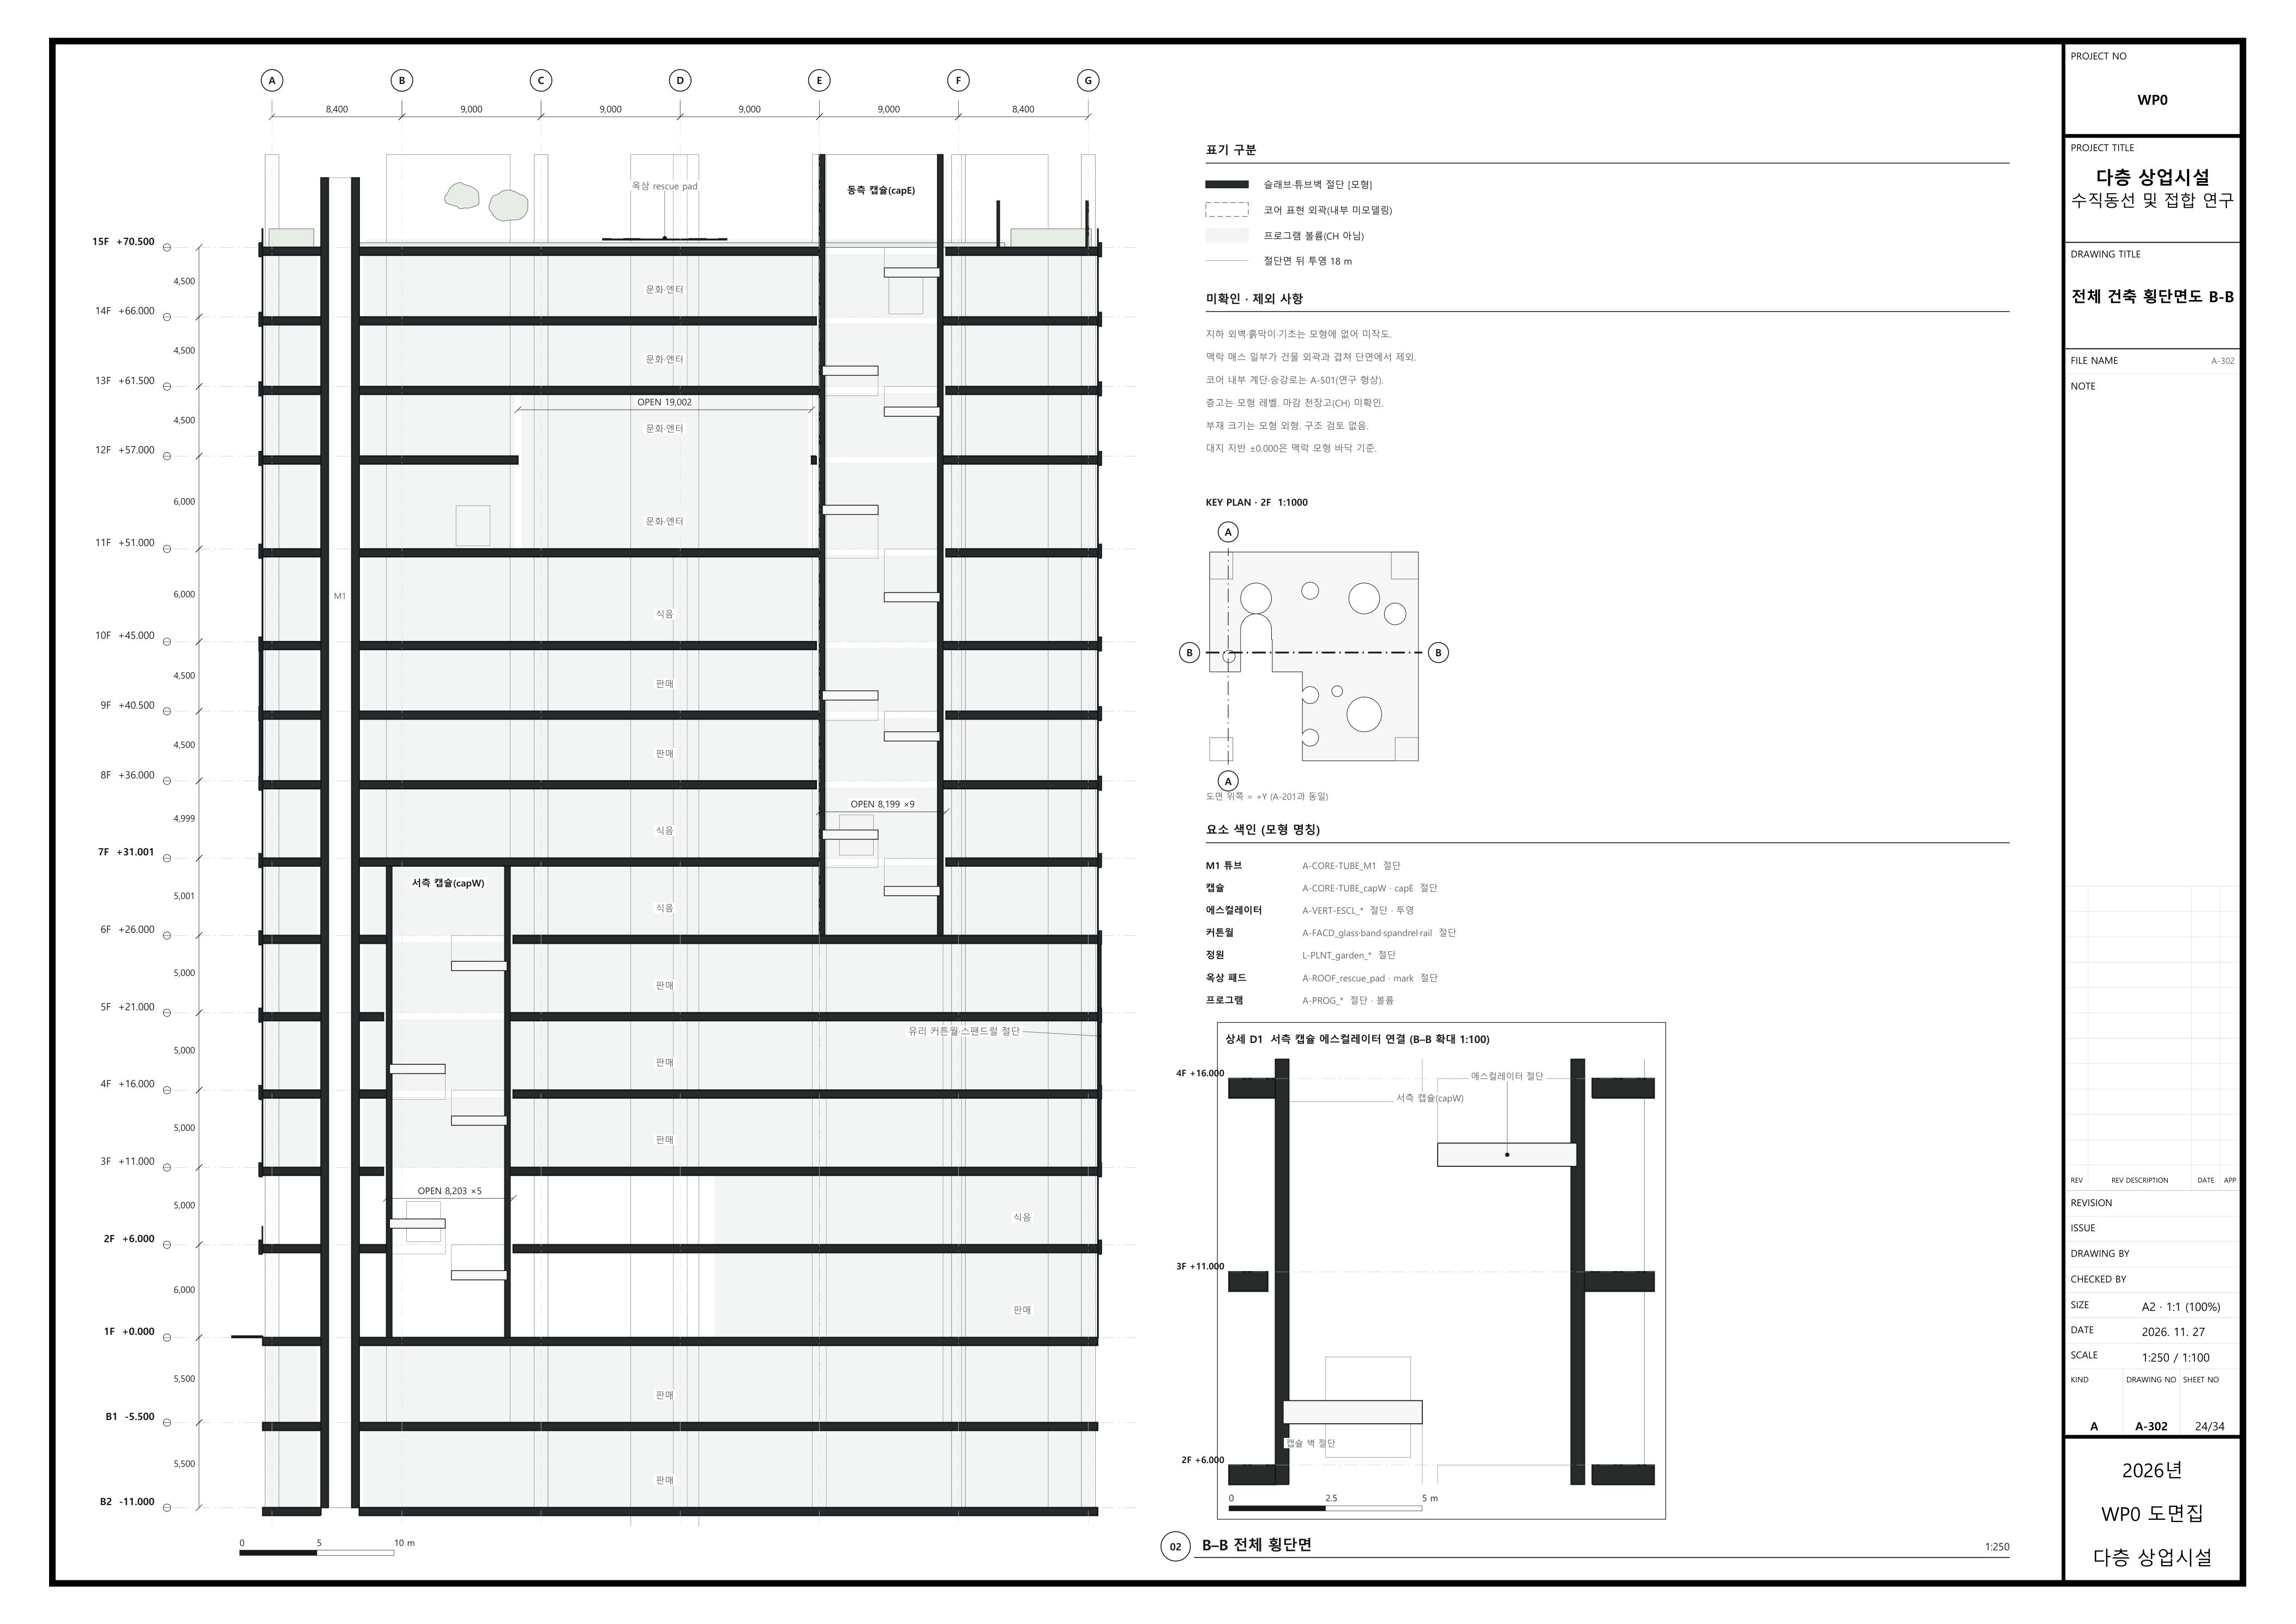 A B C D E F G
8,400 9,000 9,000 9,000 9,000 8,400
옥상 rescue pad
동측 캡슐(capE)
15F +70.500
4,500
문화·엔터
14F +66.000
4,500
문화·엔터
13F +61.500
OPEN 19,002
4,500
문화·엔터
12F +57.000
6,000
문화·엔터
11F +51.000
6,000
M1
식음
10F +45.000
4,500
판매
9F +40.500
4,500
판매
8F +36.000
OPEN 8,199 ×9
4,999
식음
7F +31.001
서측 캡슐(capW)
5,001
식음
6F +26.000
5,000
판매
5F +21.000
유리 커튼월·스팬드럴 절단
5,000
판매
4F +16.000
5,000
판매
3F +11.000
OPEN 8,203 ×5
5,000
식음
2F +6.000
6,000
판매
1F +0.000
5,500
판매
B1 -5.500
5,500
판매
B2 -11.000
0 5 10 m
표기 구분
슬래브·튜브벽 절단 [모형]
코어 표현 외곽(내부 미모델링)
프로그램 볼륨(CH 아님)
절단면 뒤 투영 18 m
미확인 · 제외 사항
지하 외벽·흙막이·기초는 모형에 없어 미작도.
맥락 매스 일부가 건물 외곽과 겹쳐 단면에서 제외.
코어 내부 계단·승강로는 A-501(연구 형상).
층고는 모형 레벨. 마감 천장고(CH) 미확인.
부재 크기는 모형 외형. 구조 검토 없음.
대지 지반 ±0.000은 맥락 모형 바닥 기준.
KEY PLAN · 2F 1:1000
A
B B
A
도면 위쪽 = +Y (A-201과 동일)
요소 색인 (모형 명칭)
M1 튜브 A-CORE-TUBE_M1 절단
캡슐 A-CORE-TUBE_capW · capE 절단
에스컬레이터 A-VERT-ESCL_* 절단 · 투영
커튼월 A-FACD_glass·band·spandrel·rail 절단
정원 L-PLNT_garden_* 절단
옥상 패드 A-ROOF_rescue_pad · mark 절단
프로그램 A-PROG_* 절단 · 볼륨
상세 D1 서측 캡슐 에스컬레이터 연결 (B–B 확대 1:100)
4F +16.000
에스컬레이터 절단
서측 캡슐(capW)
3F +11.000
캡슐 벽 절단
2F +6.000
0 2.5 5 m
02 B–B 전체 횡단면 1:250
PROJECT NO
WP0
PROJECT TITLE
다층 상업시설
수직동선 및 접합 연구
DRAWING TITLE
전체 건축 횡단면도 B-B
FILE NAME A-302
NOTE
REV REV DESCRIPTION DATE APP
REVISION
ISSUE
DRAWING BY
CHECKED BY
SIZE A2 · 1:1 (100%)
DATE 2026. 11. 27
SCALE 1:250 / 1:100
KIND DRAWING NO SHEET NO
A A-302 24/34
2026년
WP0 도면집
다층 상업시설